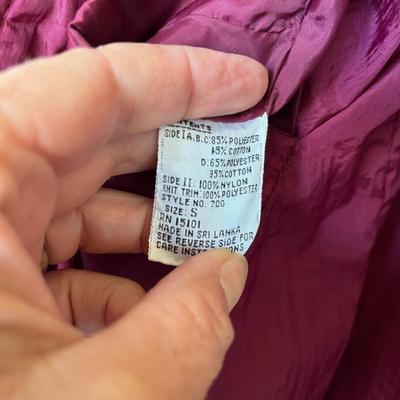 CONTENTS
SIDE I A,B,C: 85% POLYESTER
15% COTTON
D: 65% POLYESTER
35% COTTON
SIDE II: 100% NYLON
KNIT TRIM: 100% POLYESTER
STYLE NO. 700
SIZE: S
RN 15101
MADE IN SRI LANKA
SEE REVERSE SIDE FOR
CARE INSTRUCTIONS